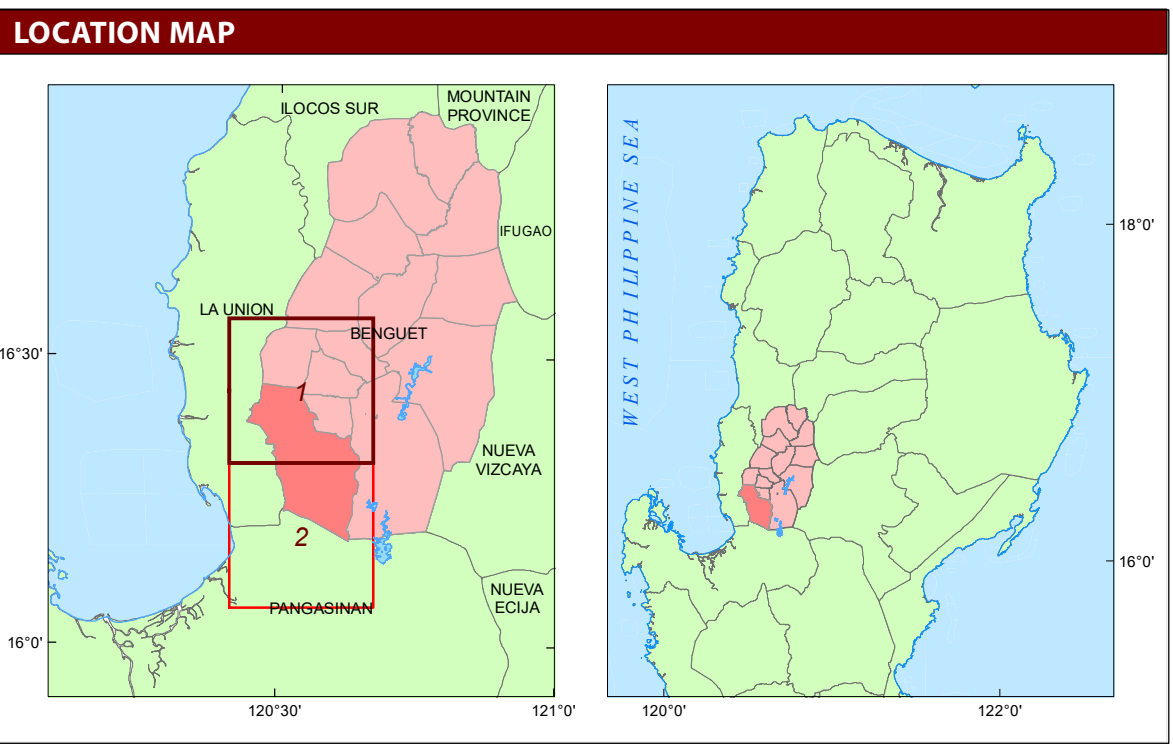 LOCATION MAP
ILOCOS SUR
MOUNTAIN
PROVINCE
IFUGAO
LA UNION
BENGUET
16°30'
1
NUEVA
VIZCAYA
2
NUEVA
ECIJA
PANGASINAN
16°0'
120°30'
121°0'
WEST PHILIPPINE SEA
18°0'
16°0'
120°0'
122°0'